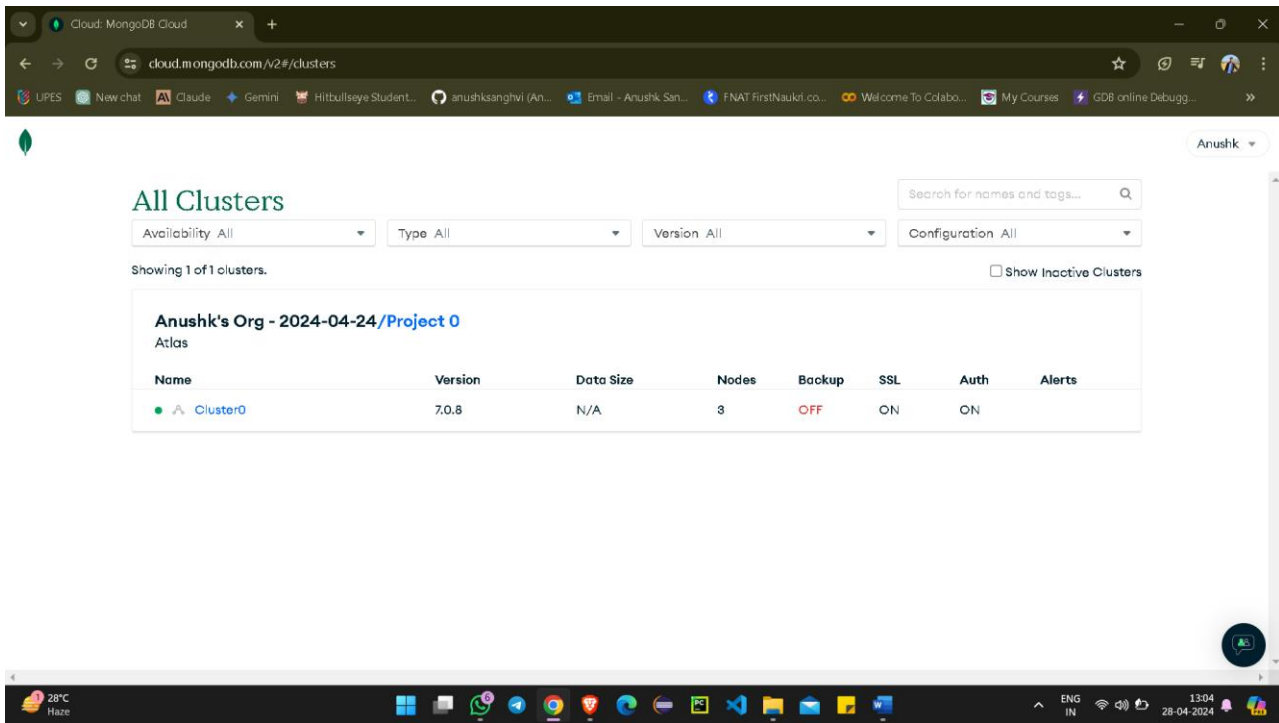 Cloud: MongoDB Cloud
cloud.mongodb.com/v2#/clusters
UPES New chat Claude Gemini Hitbullseye Student... anushksanghvi (An... Email - Anushk San... FNAT FirstNaukri.co... Welcome To Colabo... My Courses GDB online Debugg... »
Anushk
All Clusters
Search for names and tags...
Availability All Type All Version All Configuration All
Showing 1 of 1 clusters. Show Inactive Clusters
Anushk's Org - 2024-04-24/Project 0
Atlas
Name Version Data Size Nodes Backup SSL Auth Alerts
Cluster0 7.0.8 N/A 3 OFF ON ON
1 28°C 6 ENG 13:04
Haze IN 28-04-2024